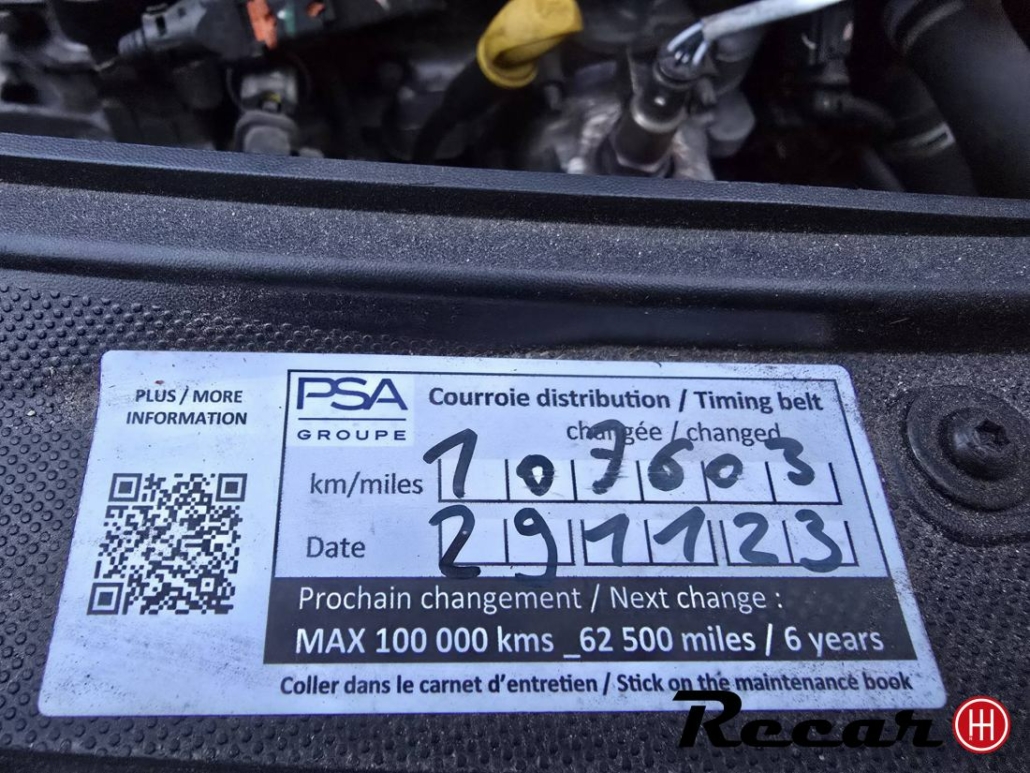 PLUS / MORE
INFORMATION
PSA
GROUPE
Courroie distribution / Timing belt
changée / changed
km/miles 107603
Date 291123
Prochain changement / Next change :
MAX 100 000 kms _62 500 miles / 6 years
Coller dans le carnet d'entretien / Stick on the maintenance book
Recar H